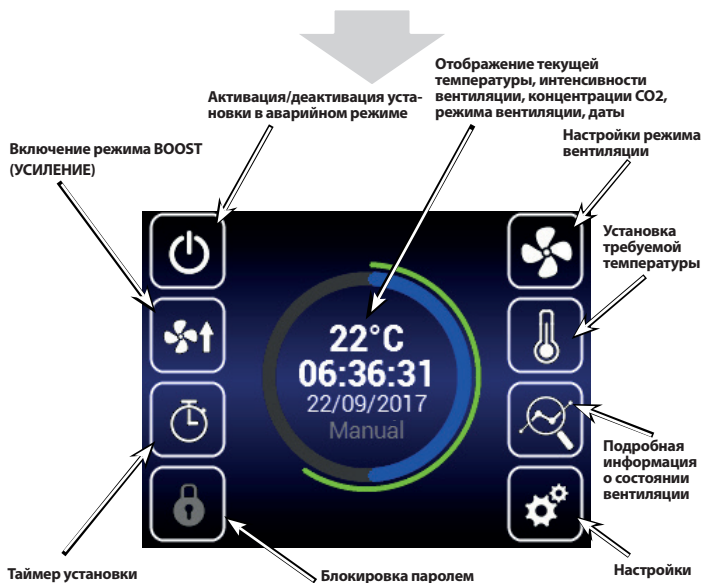 Отображение текущей
температуры, интенсивности
вентиляции, концентрации СО2,
режима вентиляции, даты
Активация/деактивация уста-
новки в аварийном режиме
Настройки режима
вентиляции
Включение режима BOOST
(УСИЛЕНИЕ)
Установка
требуемой
температуры
22°C
06:36:31
22/09/2017
Manual
Подробная
информация
о состоянии
вентиляции
Таймер установки
Блокировка паролем
Настройки